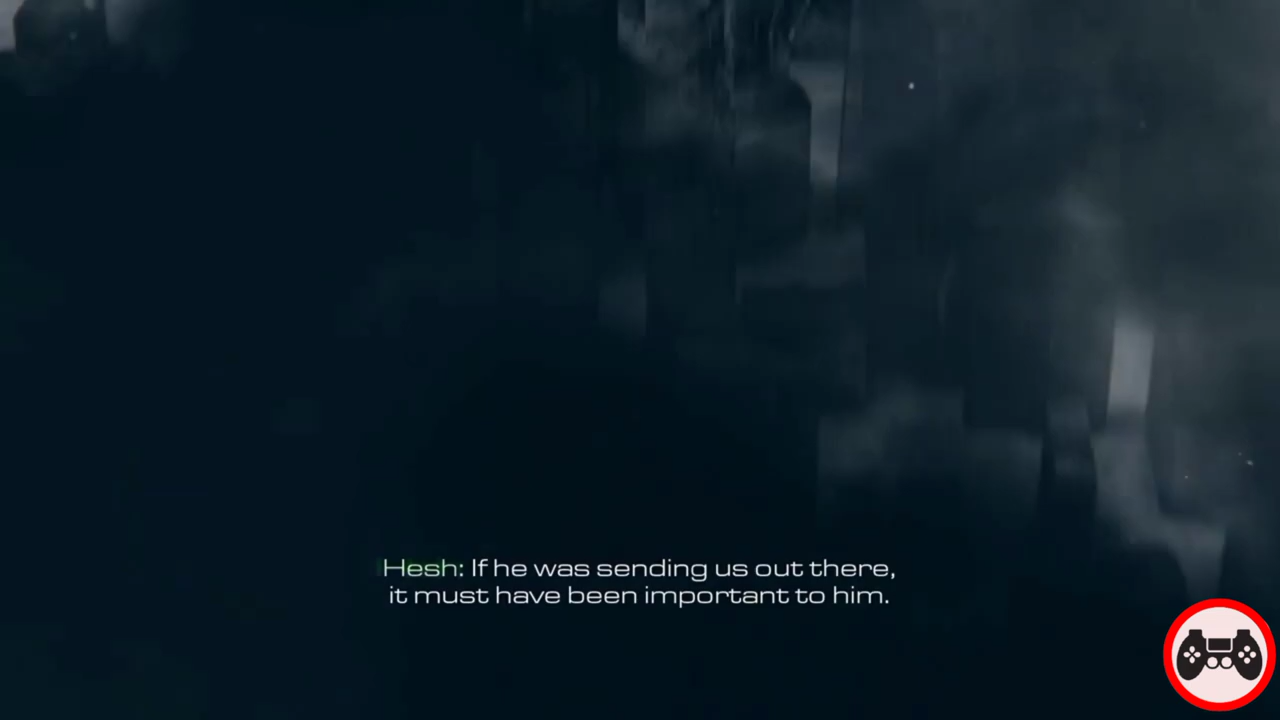 Hesh: If he was sending us out there,
it must have been important to him.